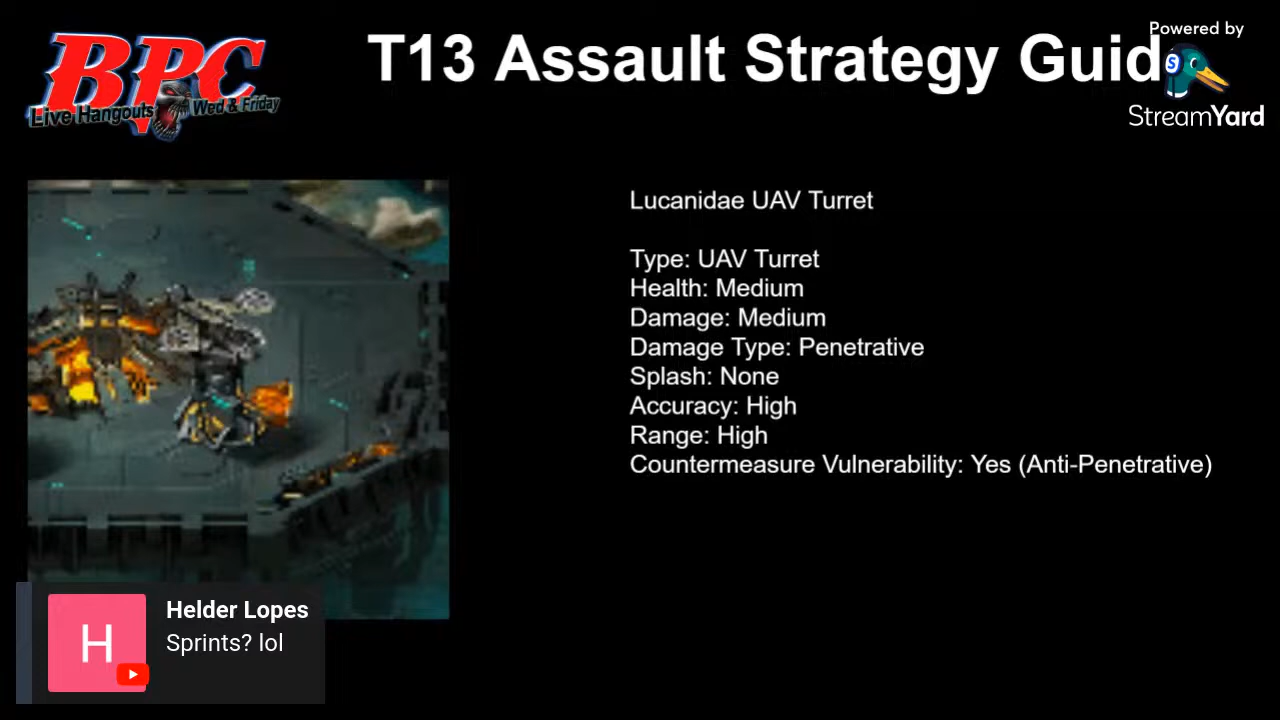 BPC
Live Hangouts Wed & Friday
T13 Assault Strategy Guid
Powered by
S
StreamYard
Lucanidae UAV Turret
Type: UAV Turret
Health: Medium
Damage: Medium
Damage Type: Penetrative
Splash: None
Accuracy: High
Range: High
Countermeasure Vulnerability: Yes (Anti-Penetrative)
H
Helder Lopes
Sprints? lol